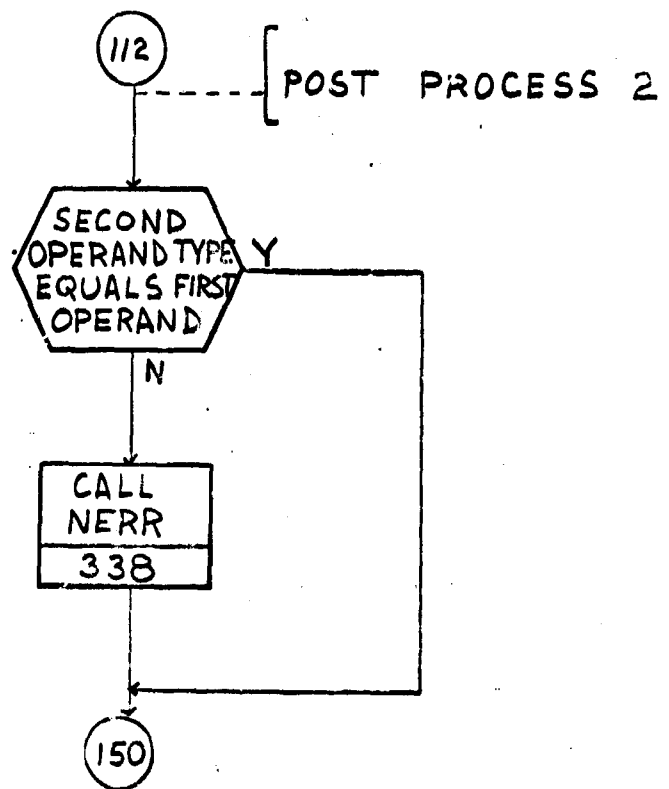 112
POST PROCESS 2
SECOND
OPERAND TYPE
EQUALS FIRST
OPERAND
Y
N
CALL
NERR
338
150